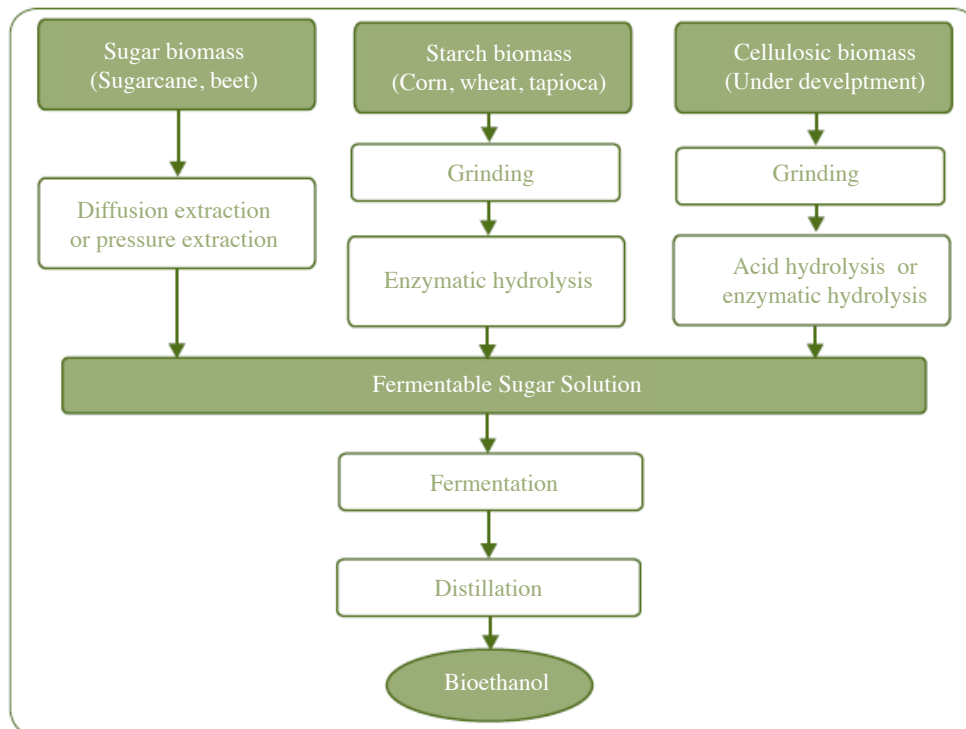 Sugar biomass
(Sugarcane, beet)
Starch biomass
(Corn, wheat, tapioca)
Cellulosic biomass
(Under develptment)
Grinding
Grinding
Diffusion extraction
or pressure extraction
Enzymatic hydrolysis
Acid hydrolysis or
enzymatic hydrolysis
Fermentable Sugar Solution
Fermentation
Distillation
Bioethanol